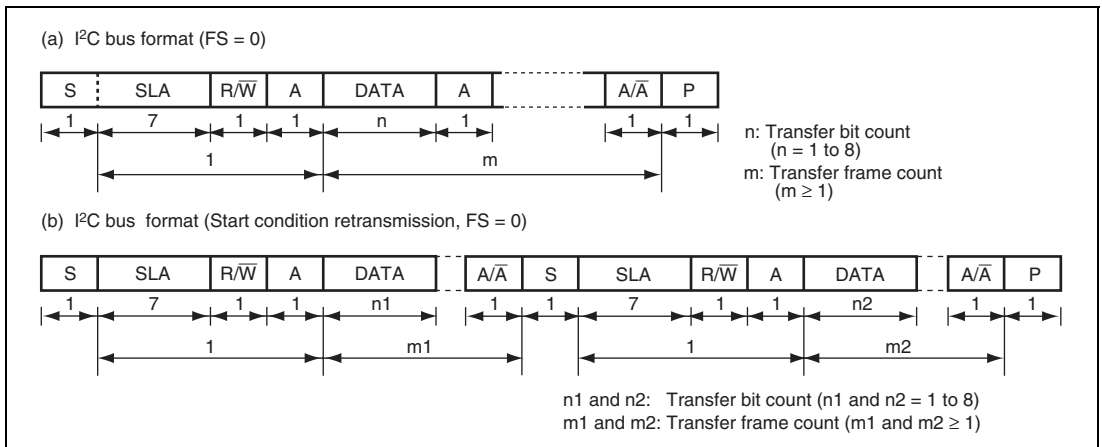 (a) I²C bus format (FS = 0)
S SLA R/W̅ A DATA A A/A̅ P
1 7 1 1 n 1 1 1
1 m
n: Transfer bit count
(n = 1 to 8)
m: Transfer frame count
(m ≥ 1)
(b) I²C bus format (Start condition retransmission, FS = 0)
S SLA R/W̅ A DATA A/A̅ S SLA R/W̅ A DATA A/A̅ P
1 7 1 1 n1 1 1 7 1 1 n2 1 1
1 m1 1 m2
n1 and n2: Transfer bit count (n1 and n2 = 1 to 8)
m1 and m2: Transfer frame count (m1 and m2 ≥ 1)